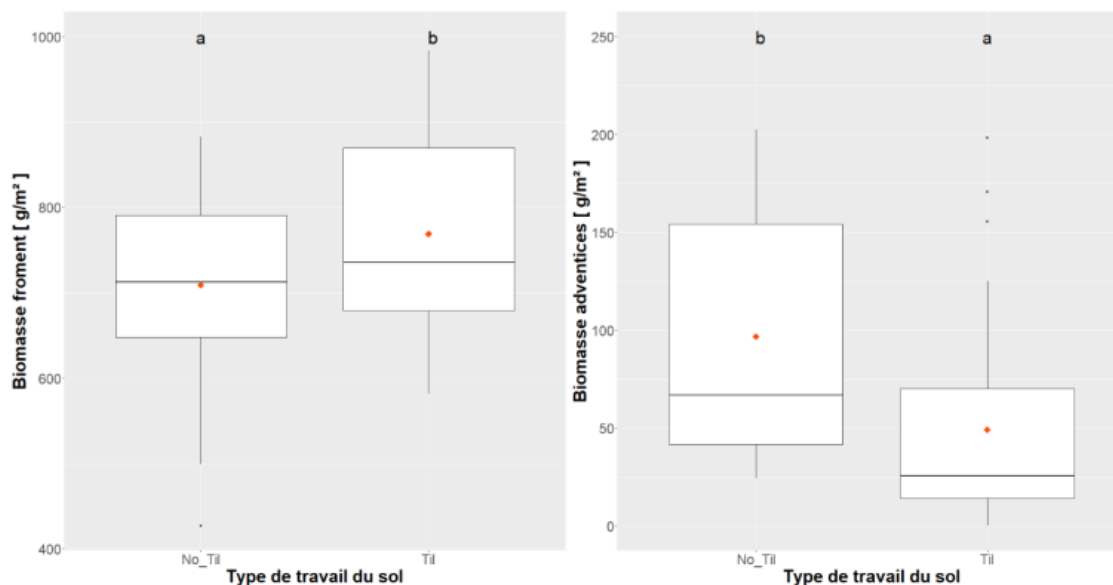 Biomasse froment [ g/m² ]
1000
800
600
400
a
b
No_Til
Til
Type de travail du sol
Biomasse adventices [ g/m² ]
250
200
150
100
50
0
b
a
No_Til
Til
Type de travail du sol